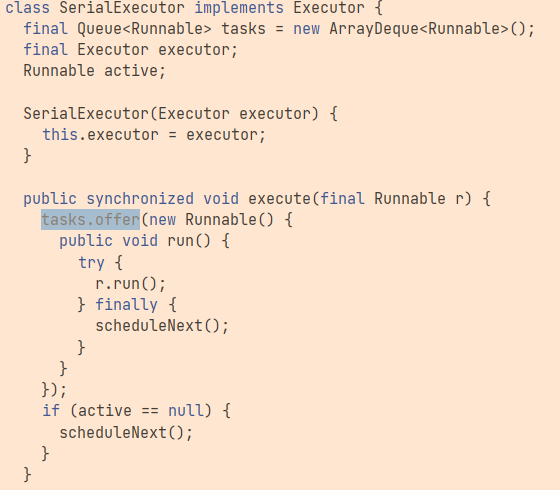 class SerialExecutor implements Executor {
  final Queue<Runnable> tasks = new ArrayDeque<Runnable>();
  final Executor executor;
  Runnable active;

  SerialExecutor(Executor executor) {
    this.executor = executor;
  }

  public synchronized void execute(final Runnable r) {
    tasks.offer(new Runnable() {
      public void run() {
        try {
          r.run();
        } finally {
          scheduleNext();
        }
      }
    });
    if (active == null) {
      scheduleNext();
    }
  }